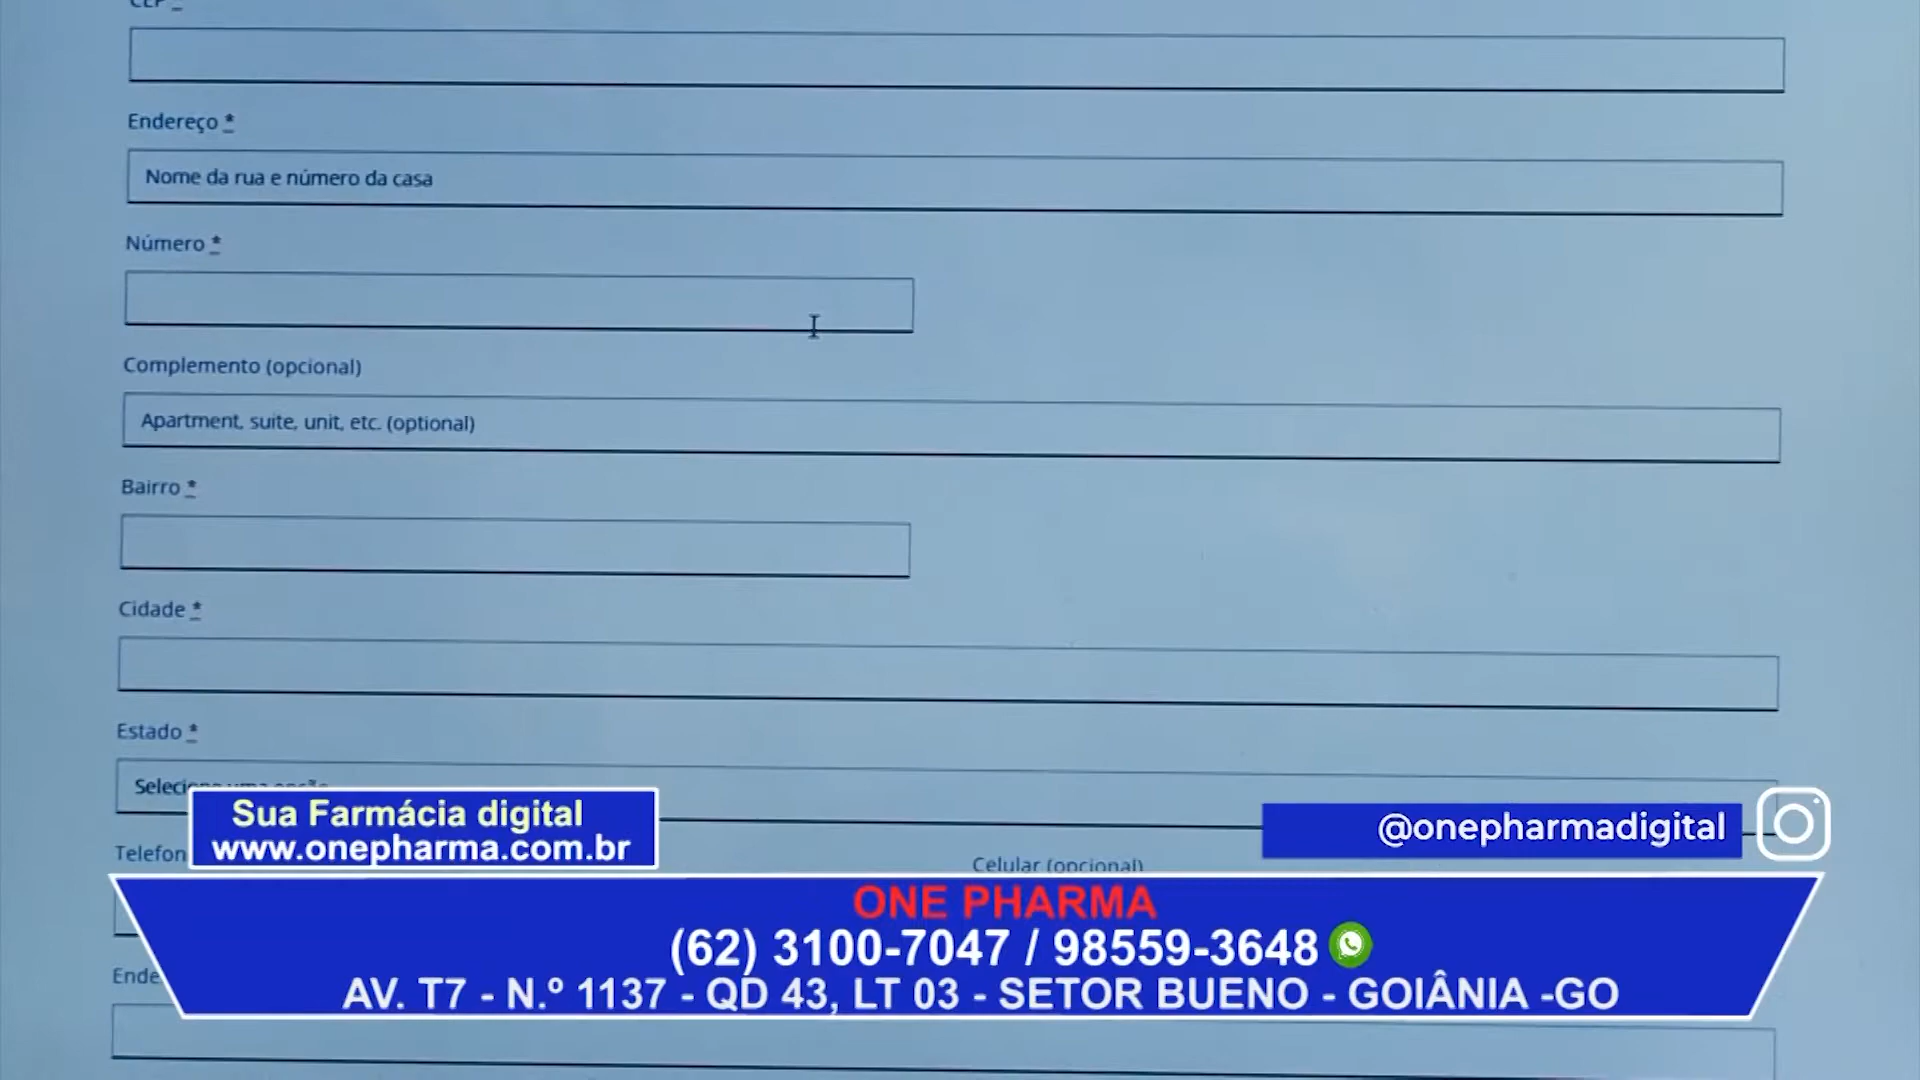 CEP *
Endereço *
Nome da rua e número da casa
Número *
Complemento (opcional)
Apartment, suite, unit, etc. (optional)
Bairro *
Cidade *
Estado *
Sua Farmácia digital
www.onepharma.com.br
@onepharmadigital
Celular (opcional)
ONE PHARMA
(62) 3100-7047 / 98559-3648
AV. T7 - N.º 1137 - QD 43, LT 03 - SETOR BUENO - GOIÂNIA -GO